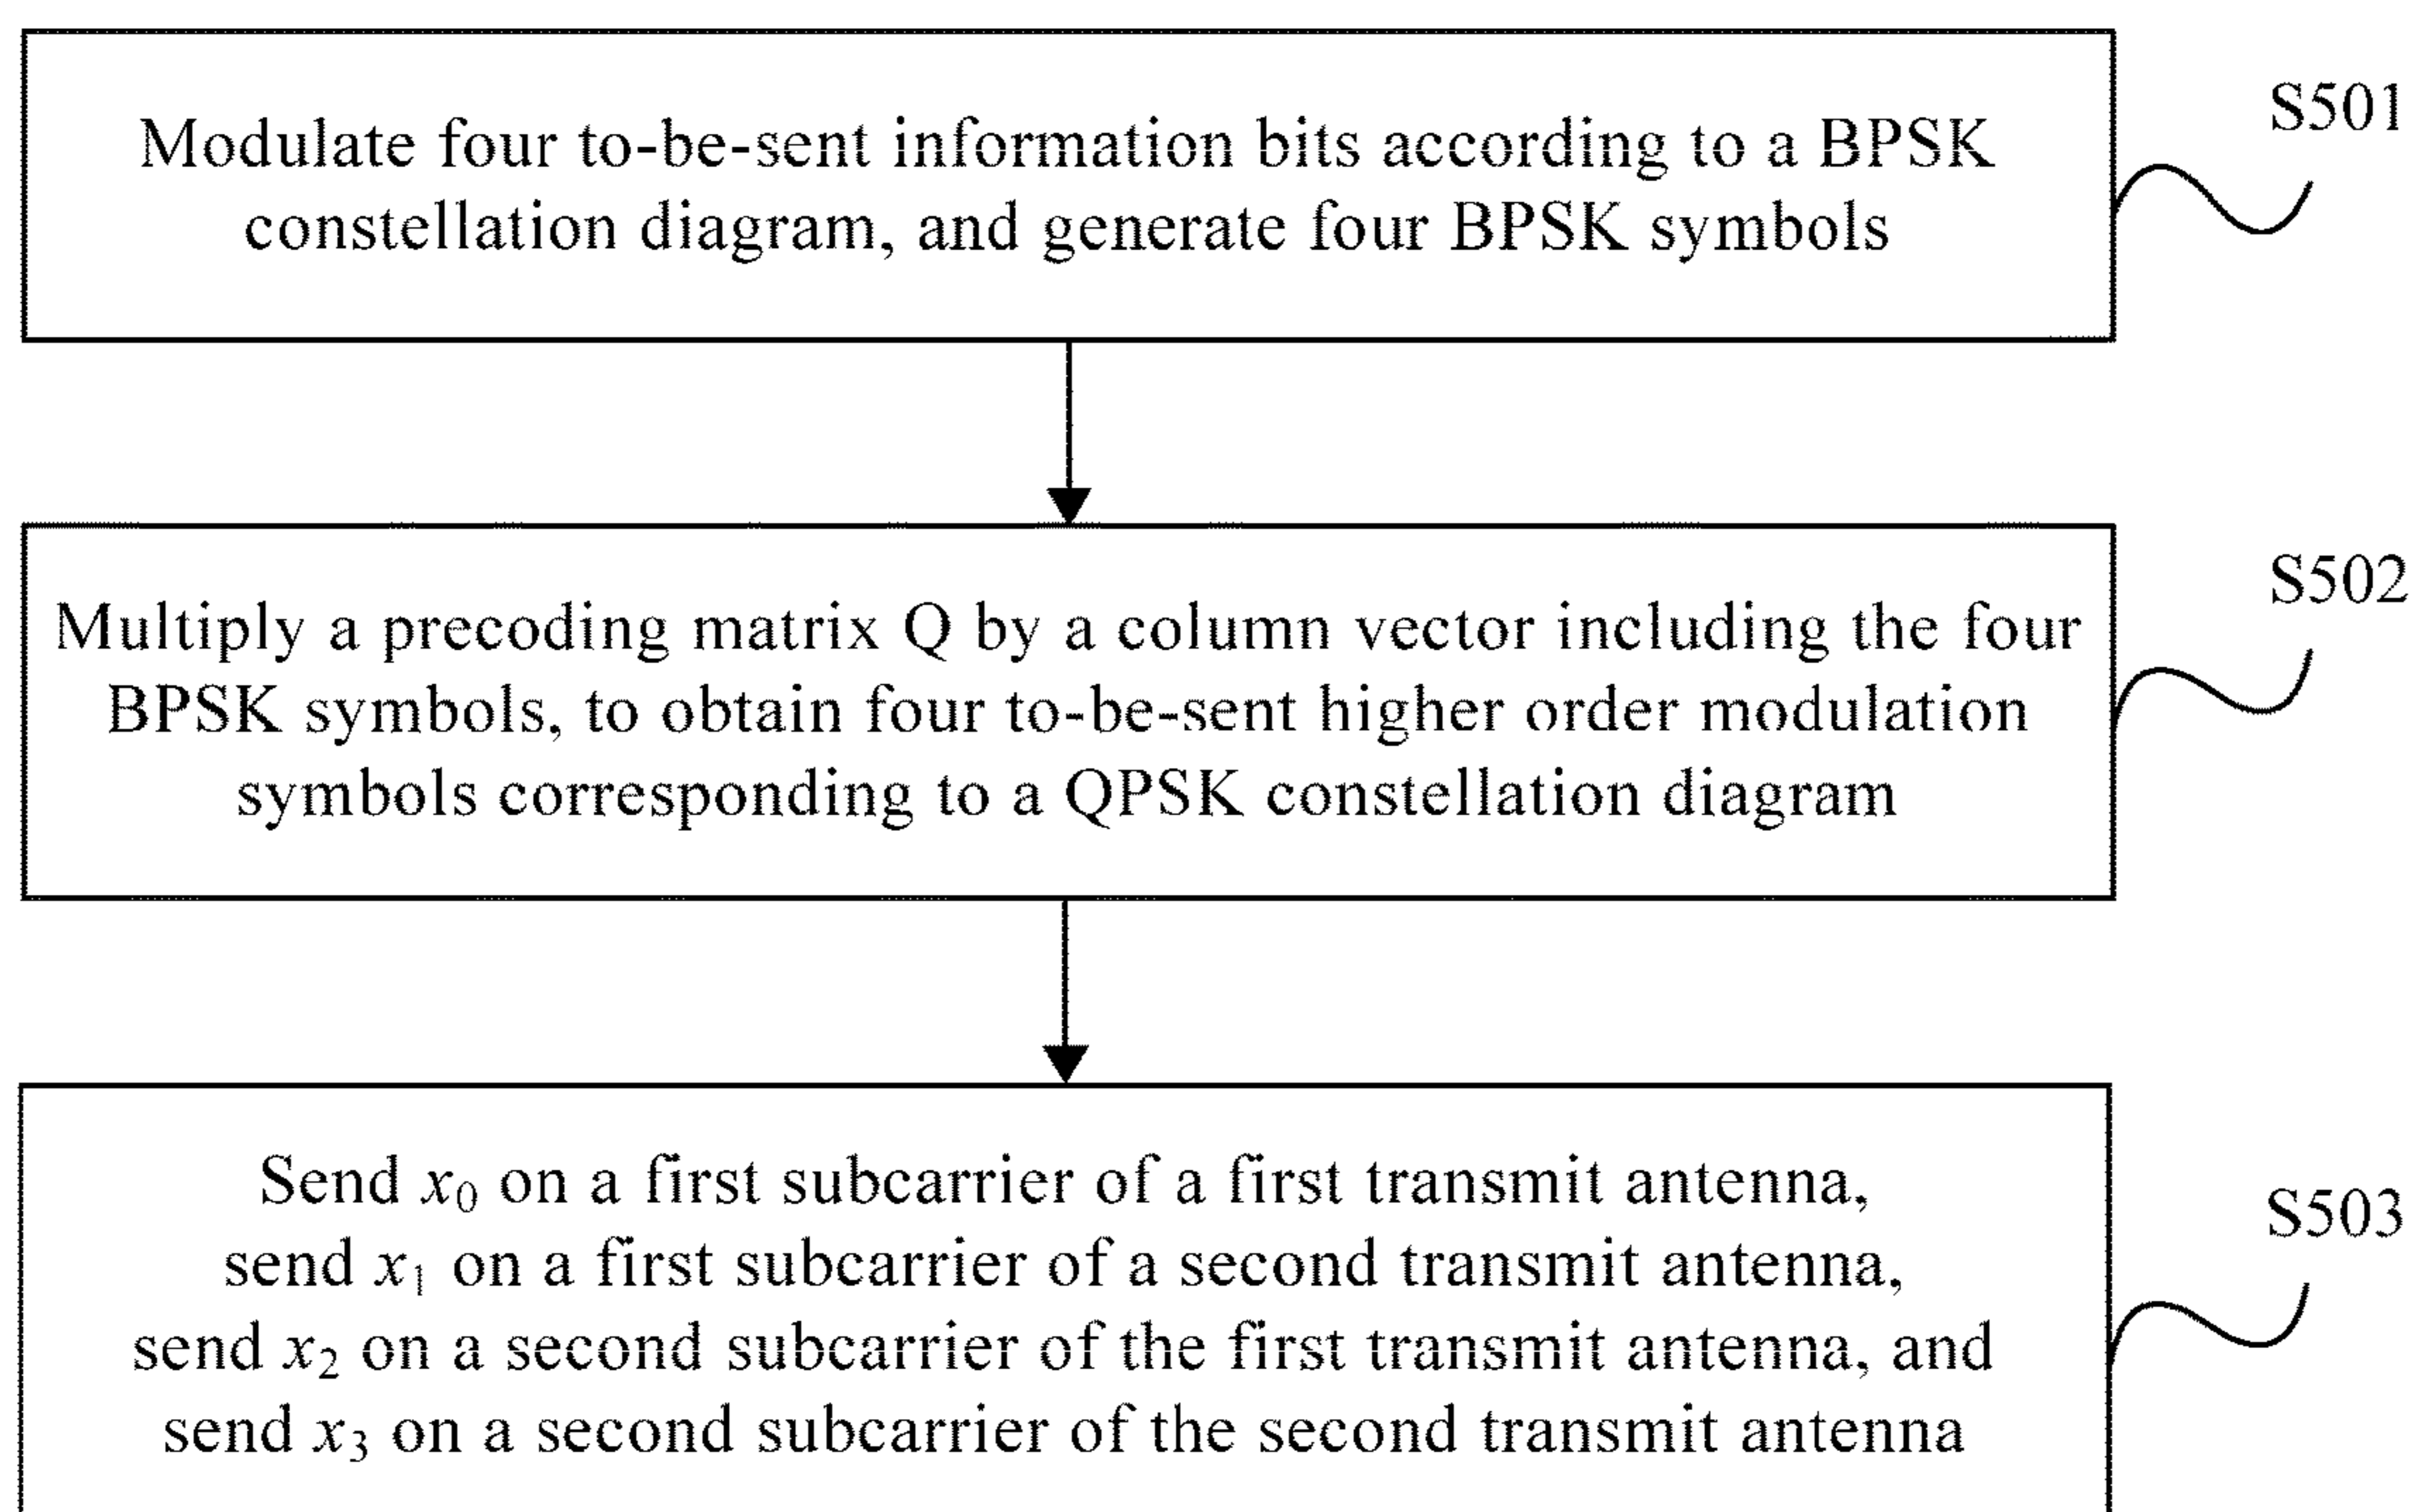 Modulate four to-be-sent information bits according to a BPSK
constellation diagram, and generate four BPSK symbols
S501
Multiply a precoding matrix Q by a column vector including the four
BPSK symbols, to obtain four to-be-sent higher order modulation
symbols corresponding to a QPSK constellation diagram
S502
Send x₀ on a first subcarrier of a first transmit antenna,
send x₁ on a first subcarrier of a second transmit antenna,
send x₂ on a second subcarrier of the first transmit antenna, and
send x₃ on a second subcarrier of the second transmit antenna
S503